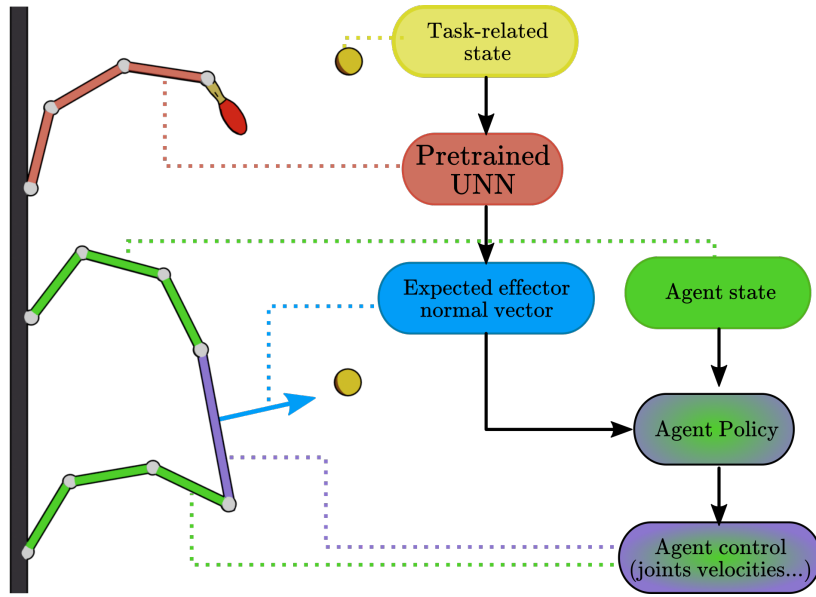 Task-related
state
Pretrained
UNN
Expected effector
normal vector
Agent state
Agent Policy
Agent control
(joints velocities...)